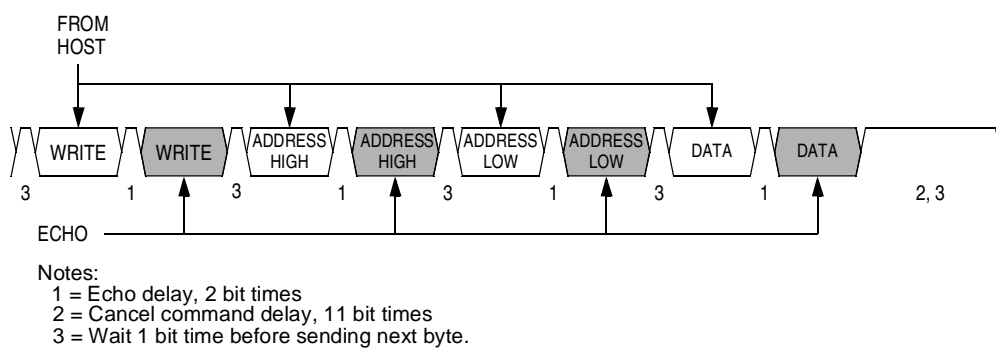 FROM
HOST
WRITE
WRITE
ADDRESS
HIGH
ADDRESS
HIGH
ADDRESS
LOW
ADDRESS
LOW
DATA
DATA
3 1 3 1 3 1 3 1 2, 3
ECHO
Notes:
1 = Echo delay, 2 bit times
2 = Cancel command delay, 11 bit times
3 = Wait 1 bit time before sending next byte.